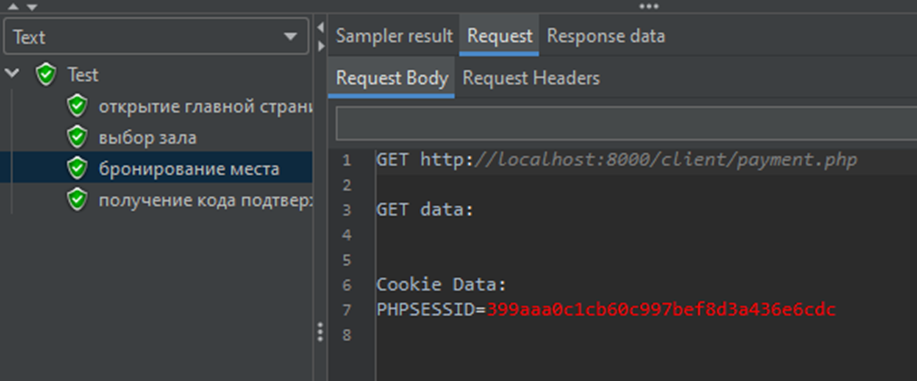 Text
Test
открытие главной страни
выбор зала
бронирование места
получение кода подтвер
Sampler result Request Response data
Request Body Request Headers
1 GET http://localhost:8000/client/payment.php
2
3 GET data:
4
5
6 Cookie Data:
7 PHPSESSID=399aaa0c1cb60c997bef8d3a436e6cdc
8